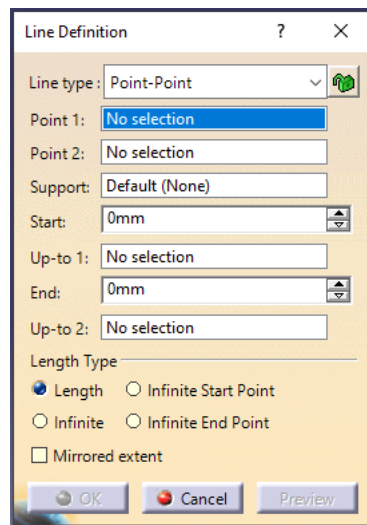 Line Definition ?
Line type : Point-Point
Point 1: No selection
Point 2: No selection
Support: Default (None)
Start: 0mm
Up-to 1: No selection
End: 0mm
Up-to 2: No selection
Length Type
Length Infinite Start Point
Infinite Infinite End Point
Mirrored extent
OK Cancel Preview